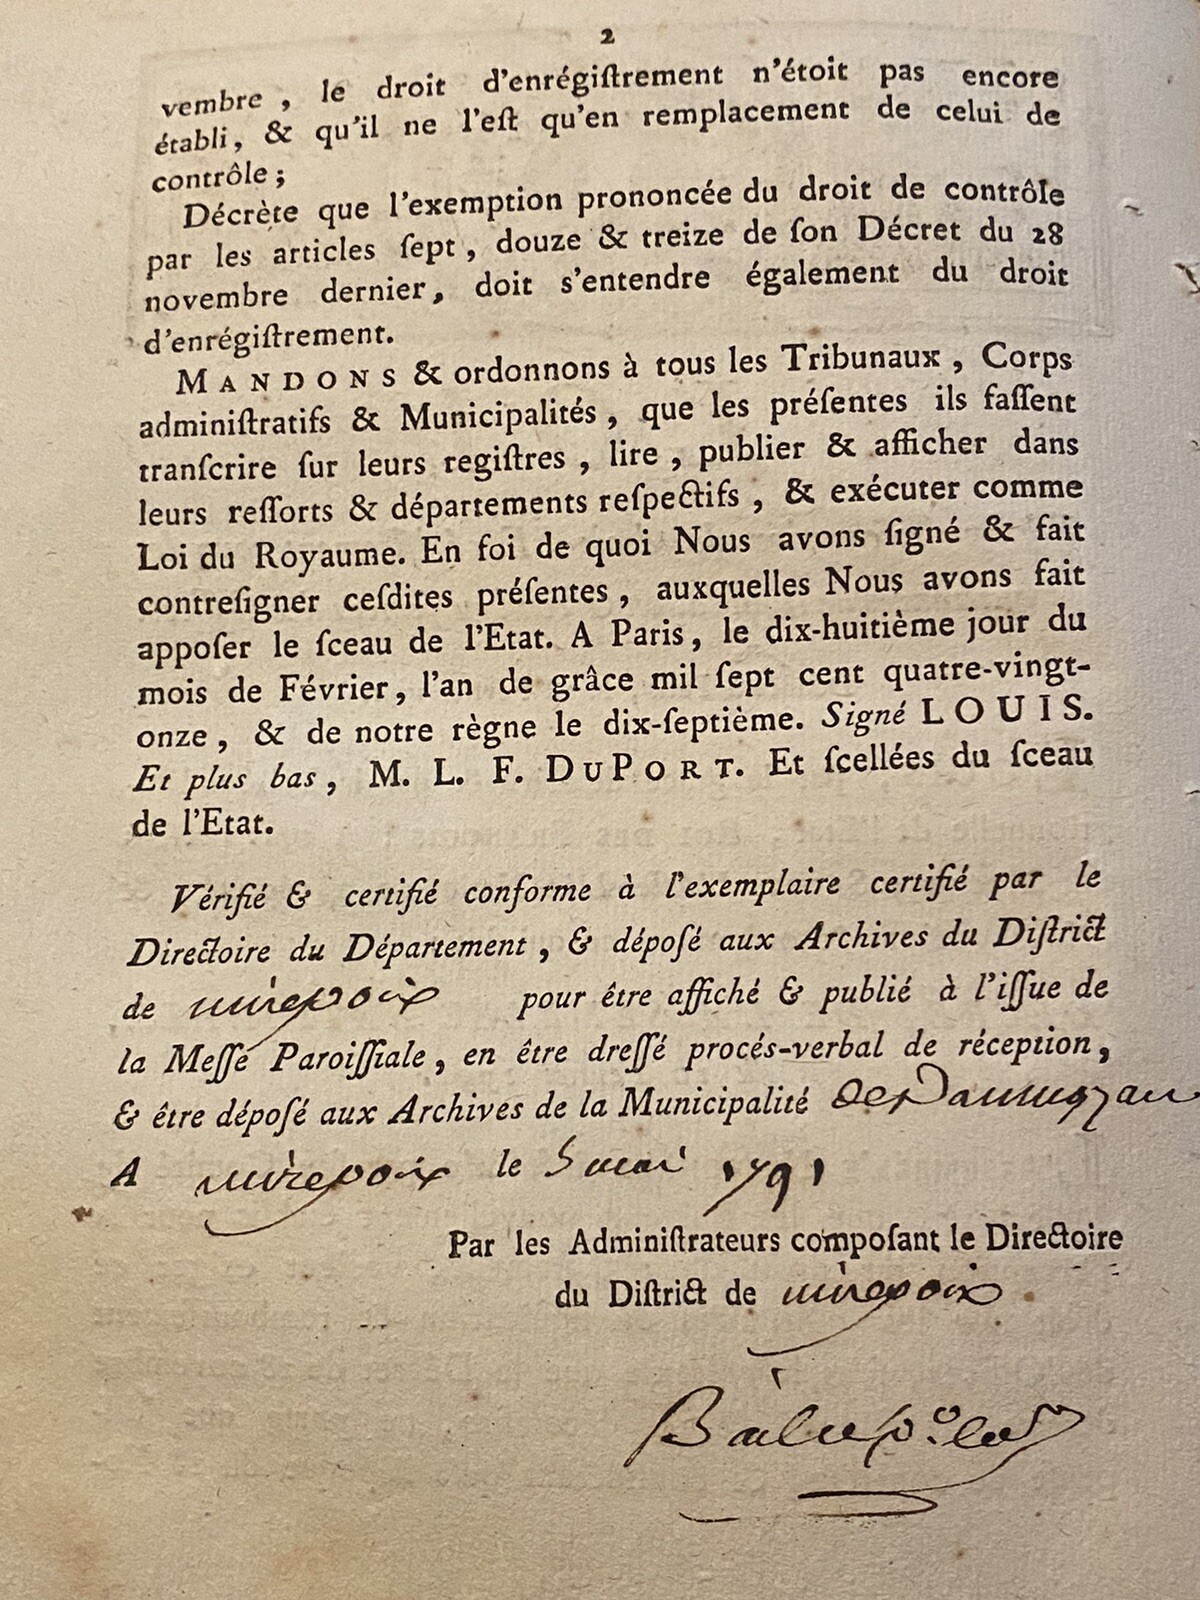 2
vembre, le droit d'enrégiſtrement n'étoit pas encore
établi, & qu'il ne l'eſt qu'en remplacement de celui de
contrôle;
Décrète que l'exemption prononcée du droit de contrôle
par les articles ſept, douze & treize de ſon Décret du 28
novembre dernier, doit s'entendre également du droit
d'enrégiſtrement.
MANDONS & ordonnons à tous les Tribunaux, Corps
adminiſtratifs & Municipalités, que les préſentes ils faſſent
tranſcrire ſur leurs regiſtres, lire, publier & afficher dans
leurs reſſorts & départements reſpectifs, & exécuter comme
Loi du Royaume. En foi de quoi Nous avons ſigné & fait
contreſigner ceſdites préſentes, auxquelles Nous avons fait
appoſer le ſceau de l'Etat. A Paris, le dix-huitième jour du
mois de Février, l'an de grâce mil ſept cent quatre-vingt-
onze, & de notre règne le dix-ſeptième. Signé LOUIS.
Et plus bas, M. L. F. DUPORT. Et ſcellées du ſceau
de l'Etat.
Vérifié & certifié conforme à l'exemplaire certifié par le
Directoire du Département, & dépoſé aux Archives du Diſtrict
de mirepoix pour être affiché & publié à l'iſſue de
la Meſſe Paroiſſiale, en être dreſſé procés-verbal de réception,
& être dépoſé aux Archives de la Municipalité
A mirepoix le 5 mai 1791
Par les Adminiſtrateurs compoſant le Directoire
du Diſtrict de mirepoix